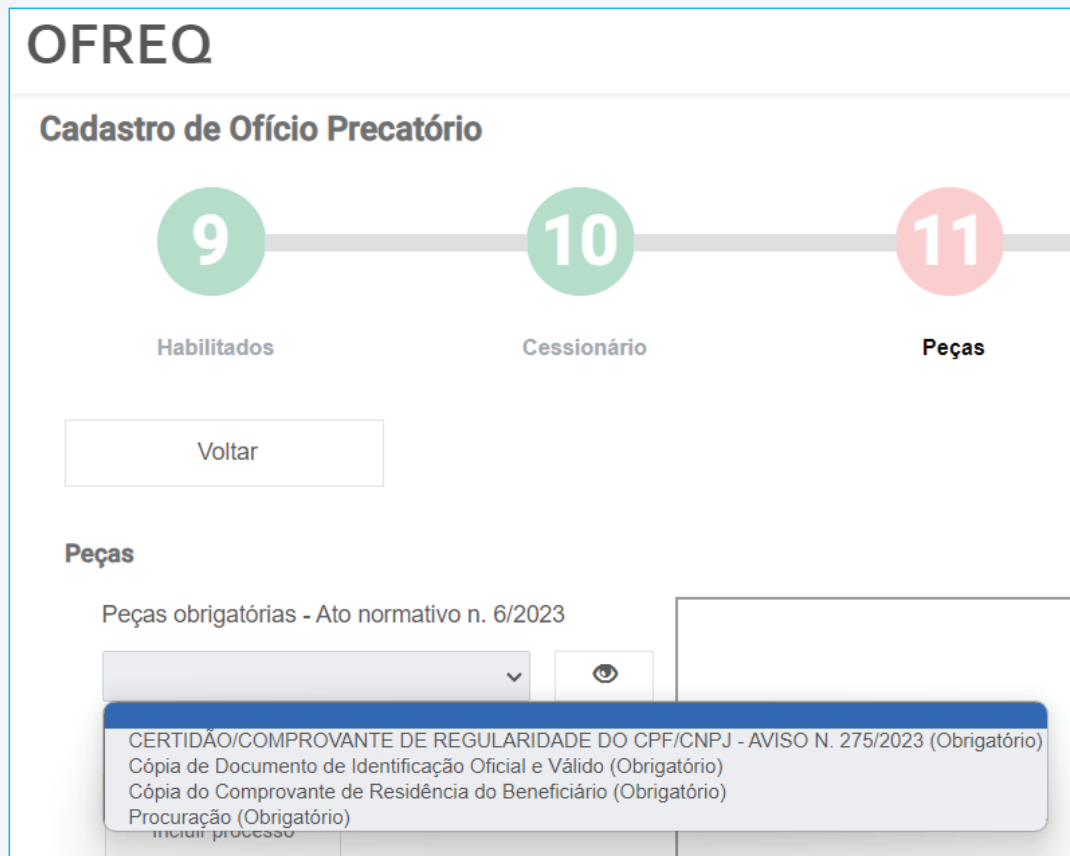 OFREQ
Cadastro de Ofício Precatório
9
10
11
Habilitados
Cessionário
Peças
Voltar
Peças
Peças obrigatórias - Ato normativo n. 6/2023
CERTIDÃO/COMPROVANTE DE REGULARIDADE DO CPF/CNPJ - AVISO N. 275/2023 (Obrigatório)
Cópia de Documento de Identificação Oficial e Válido (Obrigatório)
Cópia do Comprovante de Residência do Beneficiário (Obrigatório)
Procuração (Obrigatório)
Incluir processo